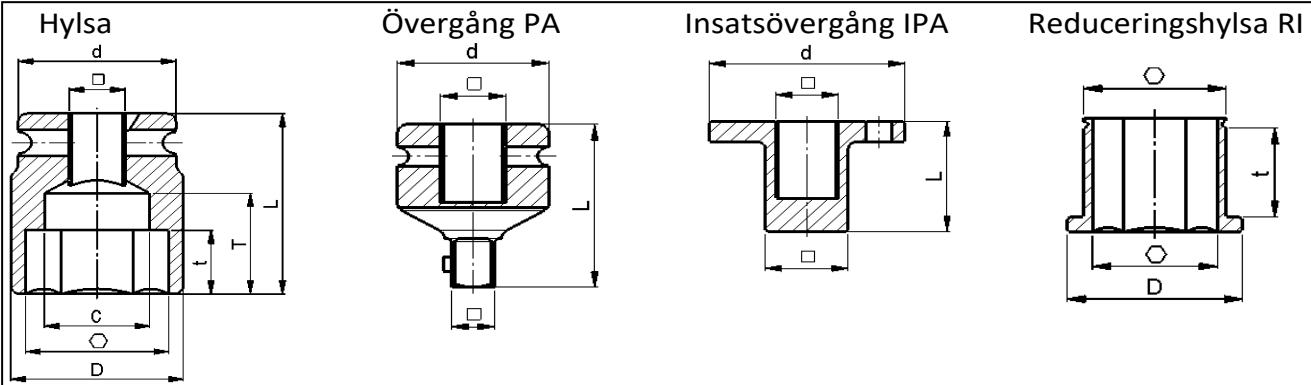 Hylsa
Övergång PA
Insatsövergång IPA
Reduceringshylsa RI
d
L
T
t
c
D
d
L
d
L
t
D